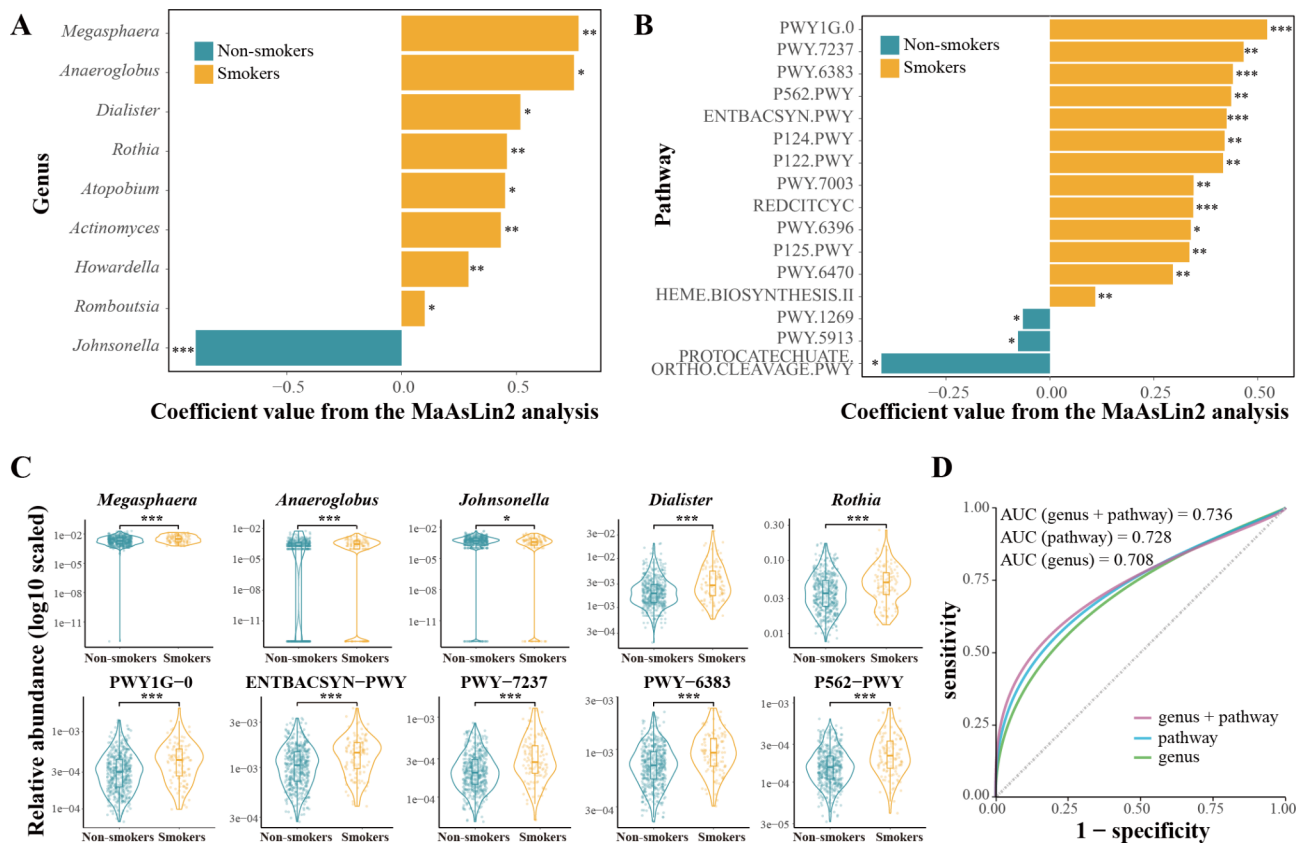 A
Non-smokers
Smokers
Genus
Megasphaera
Anaeroglobus
Dialister
Rothia
Atopobium
Actinomyces
Howardella
Romboutsia
Johnsonella
**
*
*
**
*
**
**
*
***
−0.5
0.0
0.5
Coefficient value from the MaAsLin2 analysis
B
Non-smokers
Smokers
Pathway
PWY1G.0
PWY.7237
PWY.6383
P562.PWY
ENTBACSYN.PWY
P124.PWY
P122.PWY
PWY.7003
REDCITCYC
PWY.6396
P125.PWY
PWY.6470
HEME.BIOSYNTHESIS.II
PWY.1269
PWY.5913
PROTOCATECHUATE.
ORTHO.CLEAVAGE.PWY
***
**
***
**
***
**
**
**
***
*
**
**
**
*
*
*
−0.25
0.00
0.25
0.50
Coefficient value from the MaAsLin2 analysis
C
Relative abundance (log10 scaled)
Megasphaera
***
1e−02
1e−05
1e−08
1e−11
Non-smokers Smokers
Anaeroglobus
***
1e−02
1e−05
1e−08
1e−11
Non-smokers Smokers
Johnsonella
*
1e−02
1e−05
1e−08
1e−11
Non-smokers Smokers
Dialister
***
3e−02
1e−02
3e−03
1e−03
3e−04
Non-smokers Smokers
Rothia
***
0.30
0.10
0.03
0.01
Non-smokers Smokers
PWY1G−0
***
1e−03
3e−04
1e−04
Non-smokers Smokers
ENTBACSYN−PWY
***
3e−03
1e−03
3e−04
Non-smokers Smokers
PWY−7237
***
1e−03
3e−04
1e−04
Non-smokers Smokers
PWY−6383
***
1e−03
3e−04
Non-smokers Smokers
P562−PWY
***
1e−03
3e−04
1e−04
3e−05
Non-smokers Smokers
D
AUC (genus + pathway) = 0.736
AUC (pathway) = 0.728
AUC (genus) = 0.708
sensitivity
1.00
0.75
0.50
0.25
0.00
genus + pathway
pathway
genus
0.00
0.25
0.50
0.75
1.00
1 − specificity